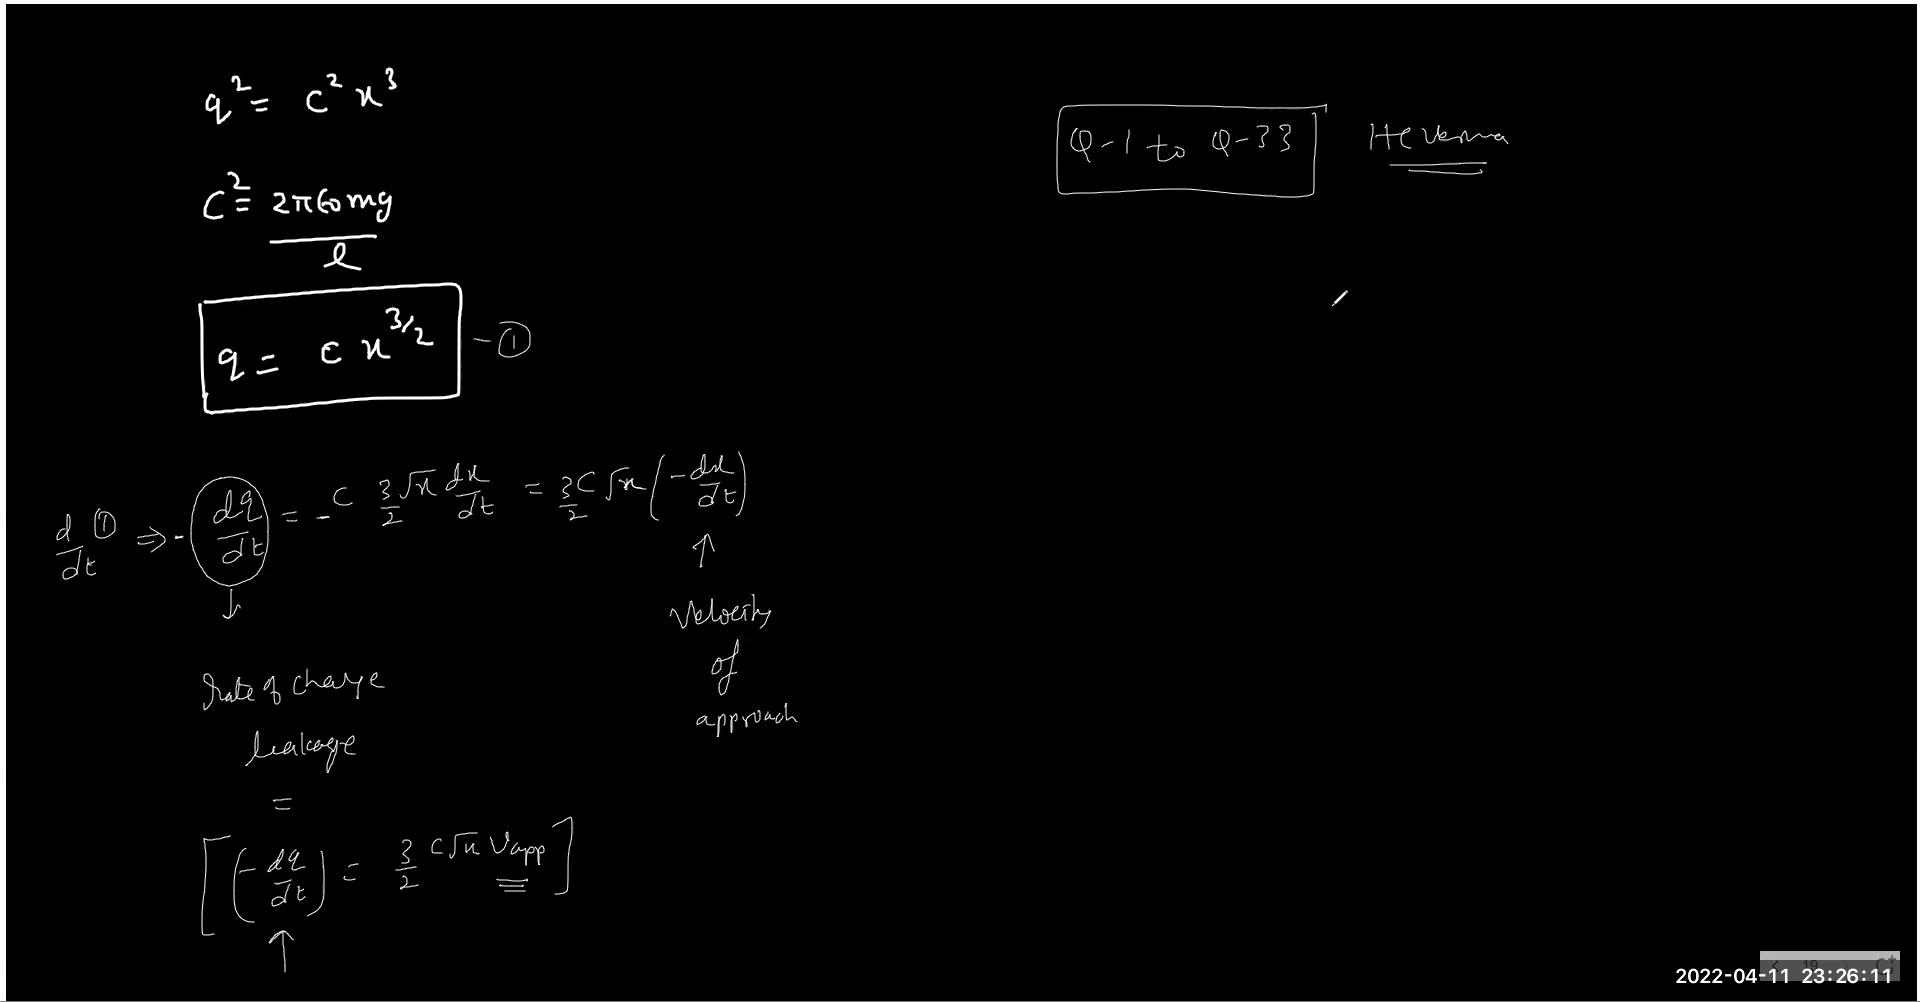 q² = c²x³
c² = 2πε₀mg / l
q = c x^3/2 - ①
d/dt ① ⇒ - dq/dt = - c 3/2 √x dx/dt = 3/2 c √x (- dx/dt)
↓
rate of charge
leakage
=
[(- dq/dt) = 3/2 c√x Vapp]
↑
↑
Velocity
of
approach
Q-1 to Q-33 HC Verma
2022-04-11 23:26:11